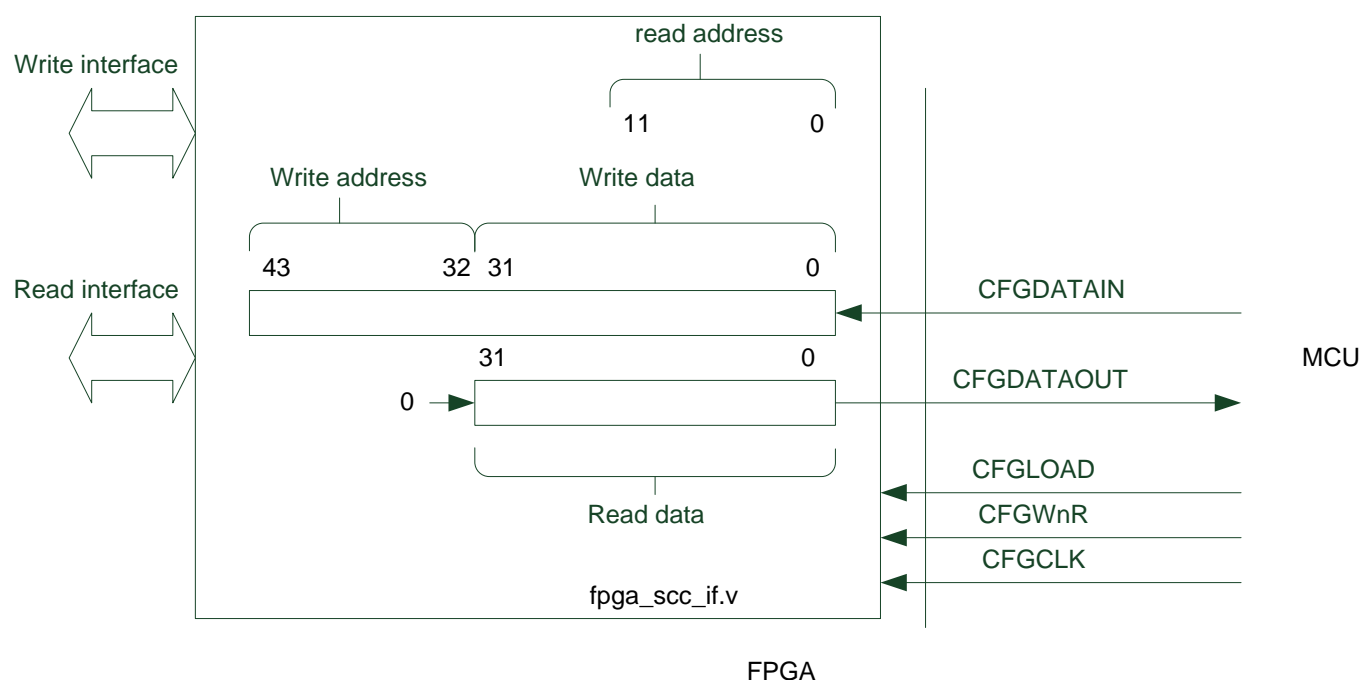 read address
Write interface
11 0
Write address Write data
43 32 31 0
Read interface
CFGDATAIN
31 0
MCU
CFGDATAOUT
0
CFGLOAD
Read data
CFGWnR
CFGCLK
fpga_scc_if.v
FPGA